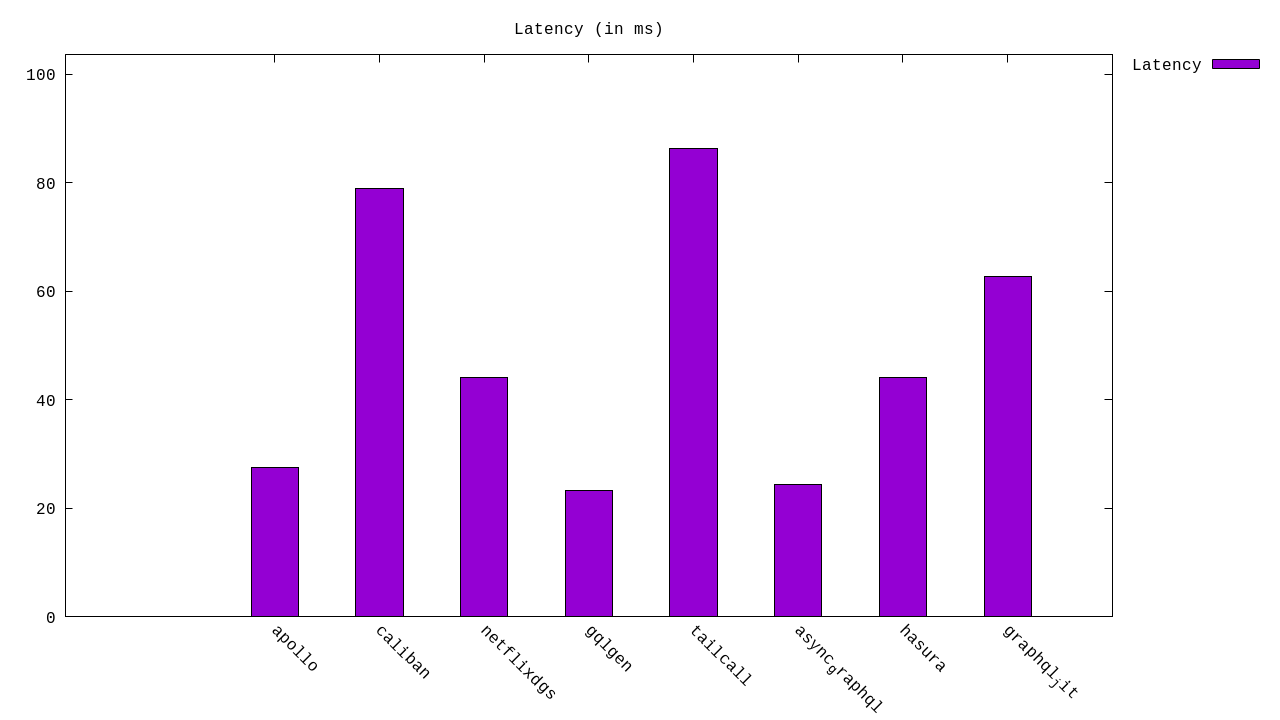 Latency (in ms)
Latency
100
80
60
40
20
0
apollo
caliban
netflixdgs
gqlgen
tailcall
async_graphql
hasura
graphql_jit